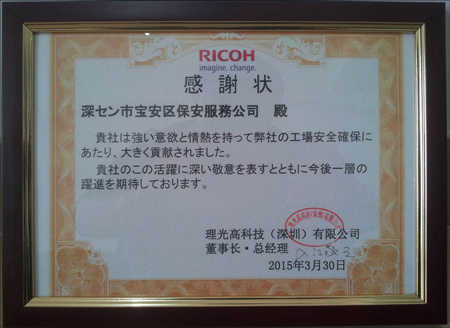 RICOH
imagine. change.
感謝状
深セン市宝安区保安服務公司 殿
貴社は強い意欲と情熱を持って弊社の工場安全確保に
あたり、大きく貢献されました。
貴社のこの活躍に深い敬意を表すとともに今後一層の
躍進を期待しております。
理光高科技（深圳）有限公司
董事长・总经理
2015年3月30日